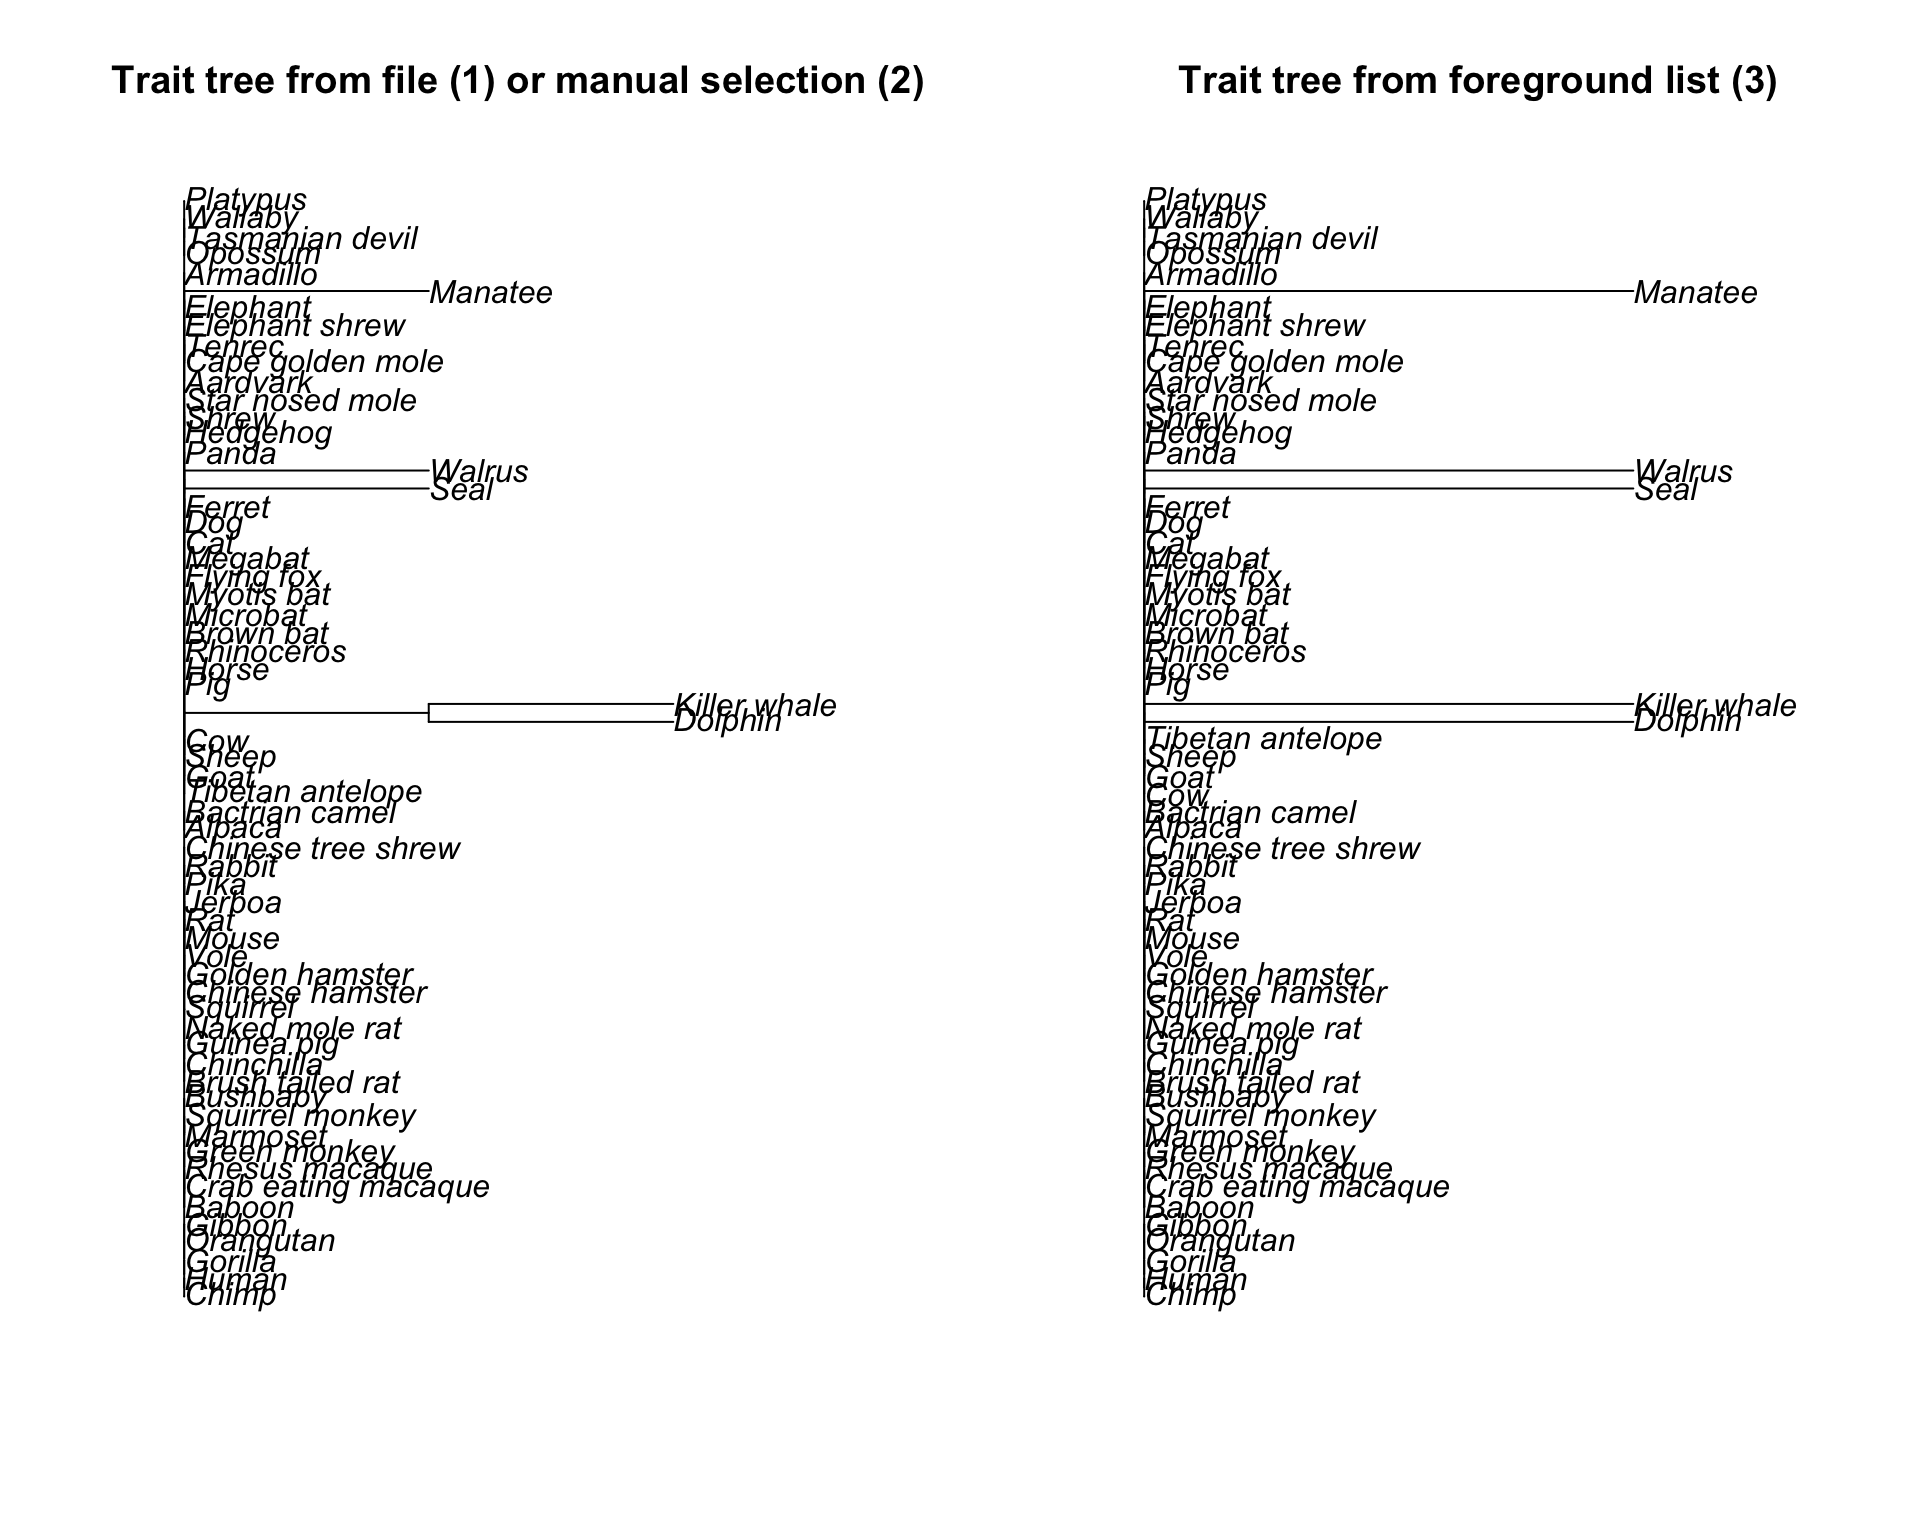 Trait tree from file (1) or manual selection (2)
Platypus
Wallaby
Tasmanian devil
Opossum
Armadillo
Manatee
Elephant
Elephant shrew
Tenrec
Cape golden mole
Aardvark
Star nosed mole
Shrew
Hedgehog
Panda
Walrus
Seal
Ferret
Dog
Cat
Megabat
Flying fox
Myotis bat
Microbat
Brown bat
Rhinoceros
Horse
Pig
Killer whale
Dolphin
Cow
Sheep
Goat
Tibetan antelope
Bactrian camel
Alpaca
Chinese tree shrew
Rabbit
Pika
Jerboa
Rat
Mouse
Vole
Golden hamster
Chinese hamster
Squirrel
Naked mole rat
Guinea pig
Chinchilla
Brush tailed rat
Bushbaby
Squirrel monkey
Marmoset
Green monkey
Rhesus macaque
Crab eating macaque
Baboon
Gibbon
Orangutan
Gorilla
Human
Chimp
Trait tree from foreground list (3)
Platypus
Wallaby
Tasmanian devil
Opossum
Armadillo
Manatee
Elephant
Elephant shrew
Tenrec
Cape golden mole
Aardvark
Star nosed mole
Shrew
Hedgehog
Panda
Walrus
Seal
Ferret
Dog
Cat
Megabat
Flying fox
Myotis bat
Microbat
Brown bat
Rhinoceros
Horse
Pig
Killer whale
Dolphin
Tibetan antelope
Sheep
Goat
Cow
Bactrian camel
Alpaca
Chinese tree shrew
Rabbit
Pika
Jerboa
Rat
Mouse
Vole
Golden hamster
Chinese hamster
Squirrel
Naked mole rat
Guinea pig
Chinchilla
Brush tailed rat
Bushbaby
Squirrel monkey
Marmoset
Green monkey
Rhesus macaque
Crab eating macaque
Baboon
Gibbon
Orangutan
Gorilla
Human
Chimp